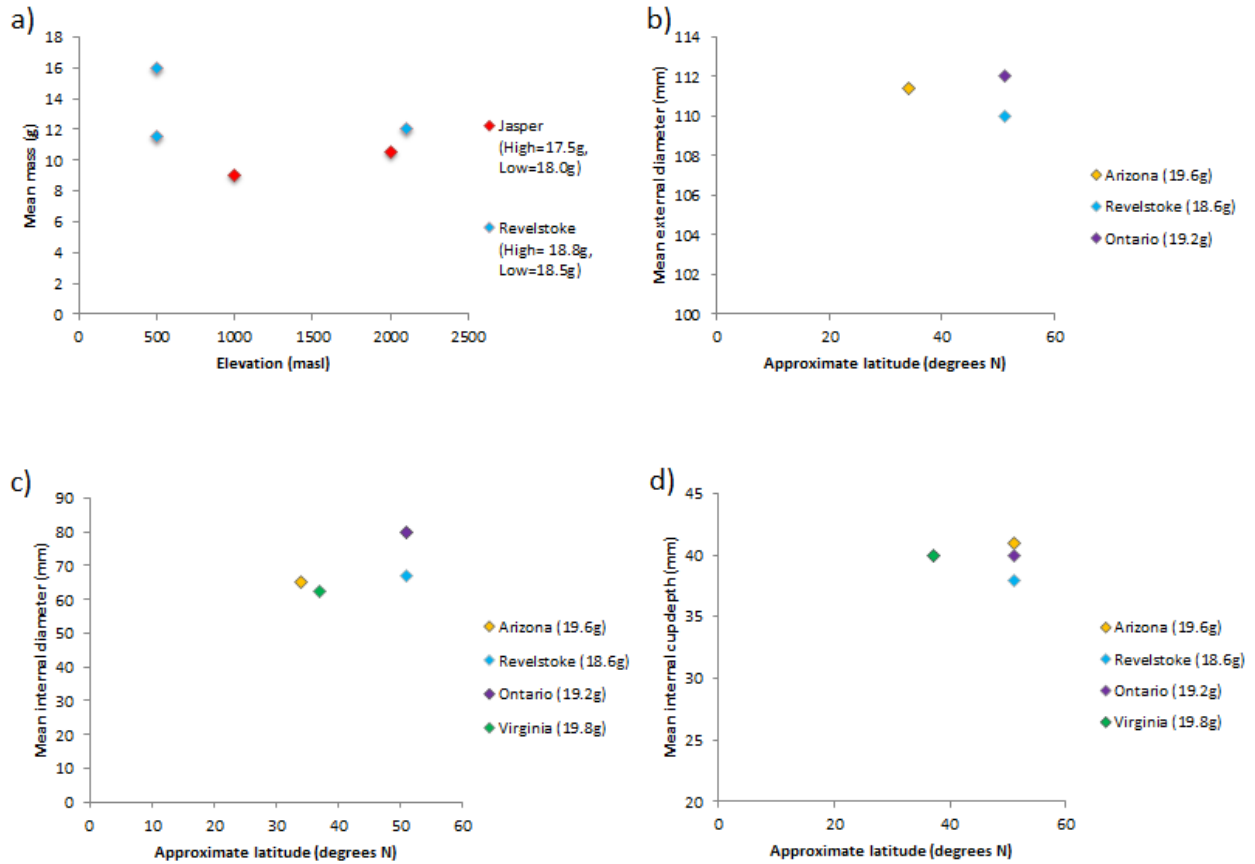 a)
18
16
14
12
10
8
6
4
2
0
Mean mass (g)
0 500 1000 1500 2000 2500
Elevation (masl)
Jasper
(High=17.5g,
Low=18.0g)
Revelstoke
(High= 18.8g,
Low=18.5g)
b)
114
112
110
108
106
104
102
100
Mean external diameter (mm)
0 20 40 60
Approximate latitude (degrees N)
Arizona (19.6g)
Revelstoke (18.6g)
Ontario (19.2g)
c)
90
80
70
60
50
40
30
20
10
0
Mean internal diameter (mm)
0 10 20 30 40 50 60
Approximate latitude (degrees N)
Arizona (19.6g)
Revelstoke (18.6g)
Ontario (19.2g)
Virginia (19.8g)
d)
45
40
35
30
25
20
Mean internal cup depth (mm)
0 20 40 60
Approximate latitude (degrees N)
Arizona (19.6g)
Revelstoke (18.6g)
Ontario (19.2g)
Virginia (19.8g)